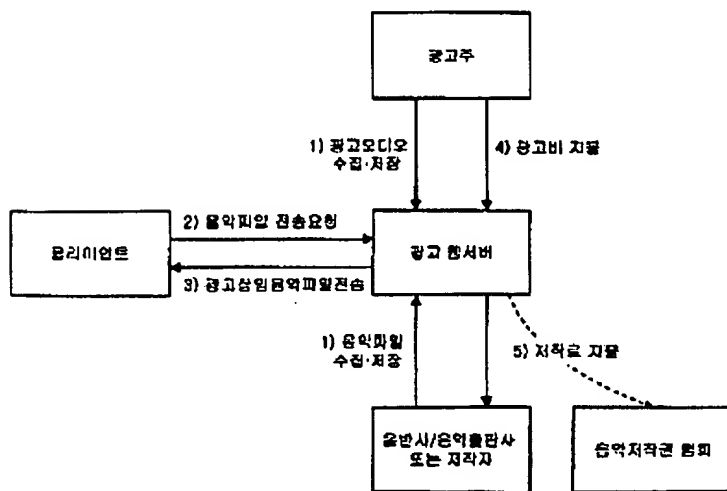 광고주
1) 광고오디오
수집·저장
4) 광고비 지불
2) 음악파일 전송요청
클라이언트
광고 웹서버
3) 광고삽입음악파일전송
1) 음악파일
수집·저장
5) 저작료 지불
음반사/음악출판사
또는 저작자
음악저작권 협회